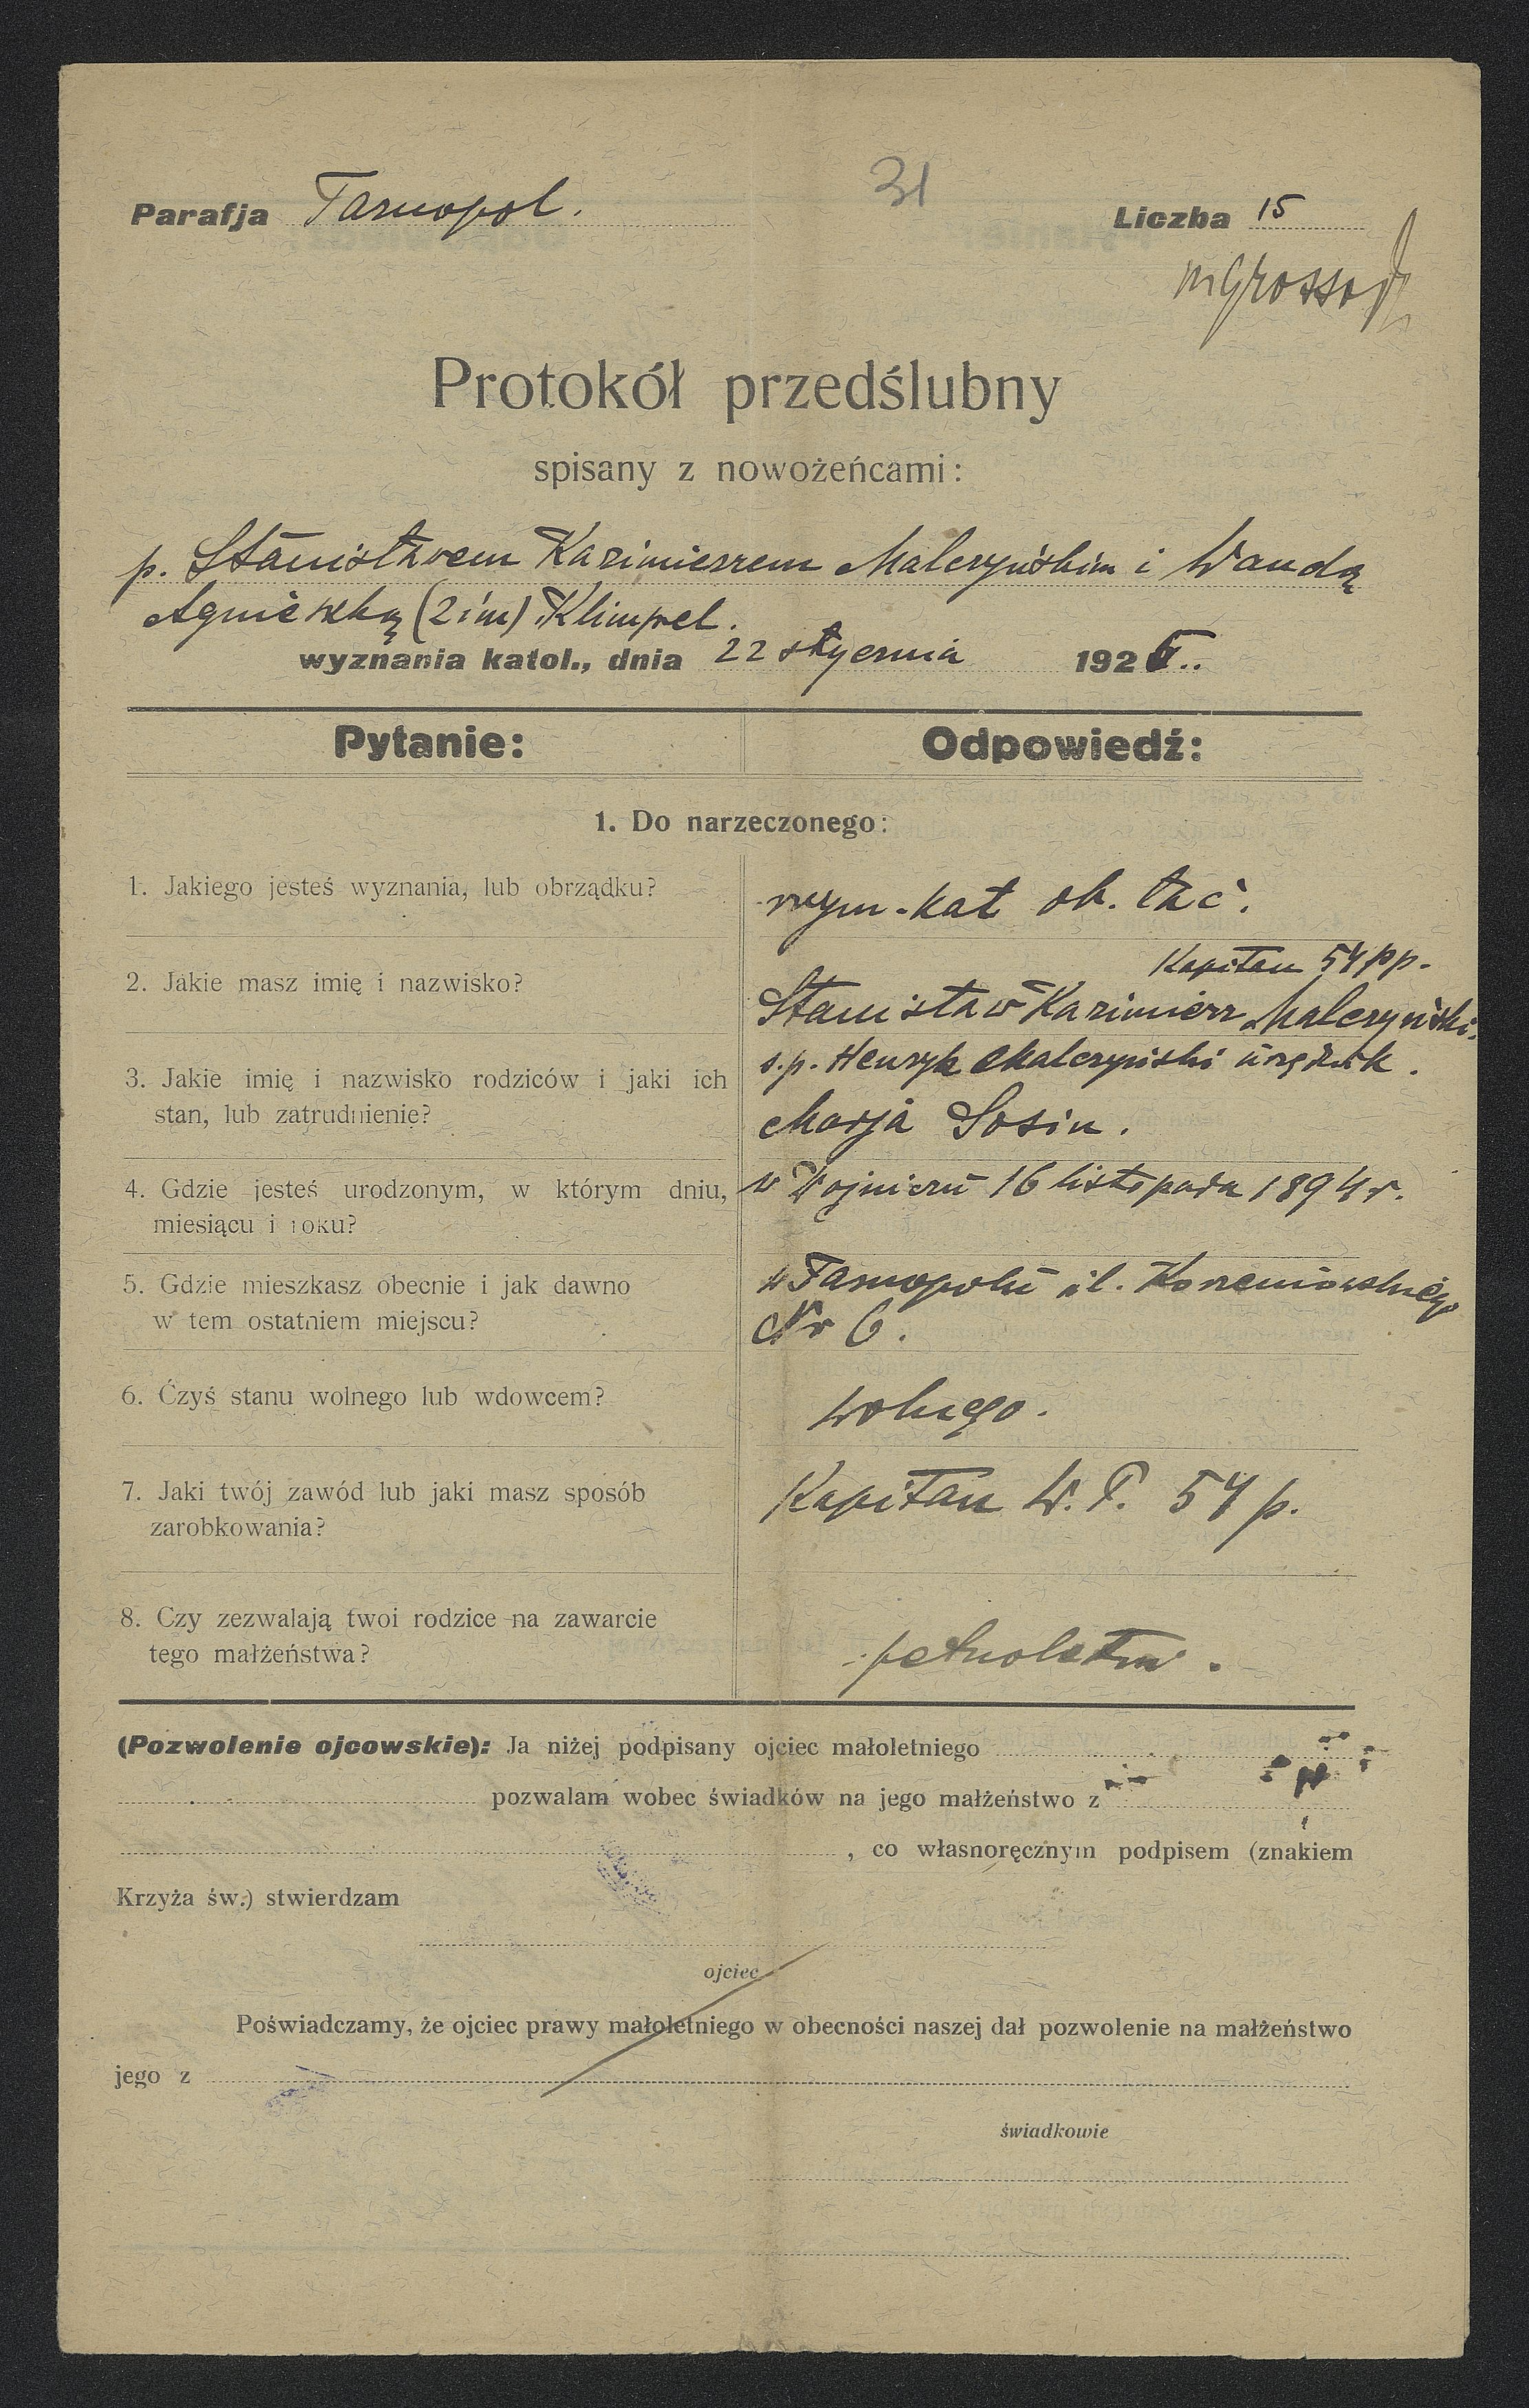 31
Parafja Tarnopol.
Liczba 15
Protokół przedślubny
spisany z nowożeńcami:
p. Stanisławem Kazimierzem Malczyńskim i Wandą
Agnieszką (2 im) Klimpel.
wyznania katol., dnia 22 stycznia 192
Pytanie:
Odpowiedź:
1. Do narzeczonego:
1. Jakiego jesteś wyznania, lub obrządku?
rzym-kat ob. łać.
2. Jakie masz imię i nazwisko?
Kapitan 54 pp.
Stanisław Kazimierz Malczyński.
3. Jakie imię i nazwisko rodziców i jaki ich
stan, lub zatrudnienie?
ś.p. Henryk Malczyński urzędnik.
Marja Sosin.
4. Gdzie jesteś urodzonym, w którym dniu,
miesiącu i roku?
w Wojniczu 16 listopada 1894 r.
5. Gdzie mieszkasz obecnie i jak dawno
w tem ostatniem miejscu?
w Tarnopolu ul. Korzeniowskiego
Nr 6.
6. Czyś stanu wolnego lub wdowcem?
wolnego.
7. Jaki twój zawód lub jaki masz sposób
zarobkowania?
Kapitan W. P. 54 p.
8. Czy zezwalają twoi rodzice na zawarcie
tego małżeństwa?
pełnoletni.
(Pozwolenie ojcowskie): Ja niżej podpisany ojciec małoletniego
pozwalam wobec świadków na jego małżeństwo z
, co własnoręcznym podpisem (znakiem
Krzyża św.) stwierdzam
ojciec
Poświadczamy, że ojciec prawy małoletniego w obecności naszej dał pozwolenie na małżeństwo
jego z
świadkowie